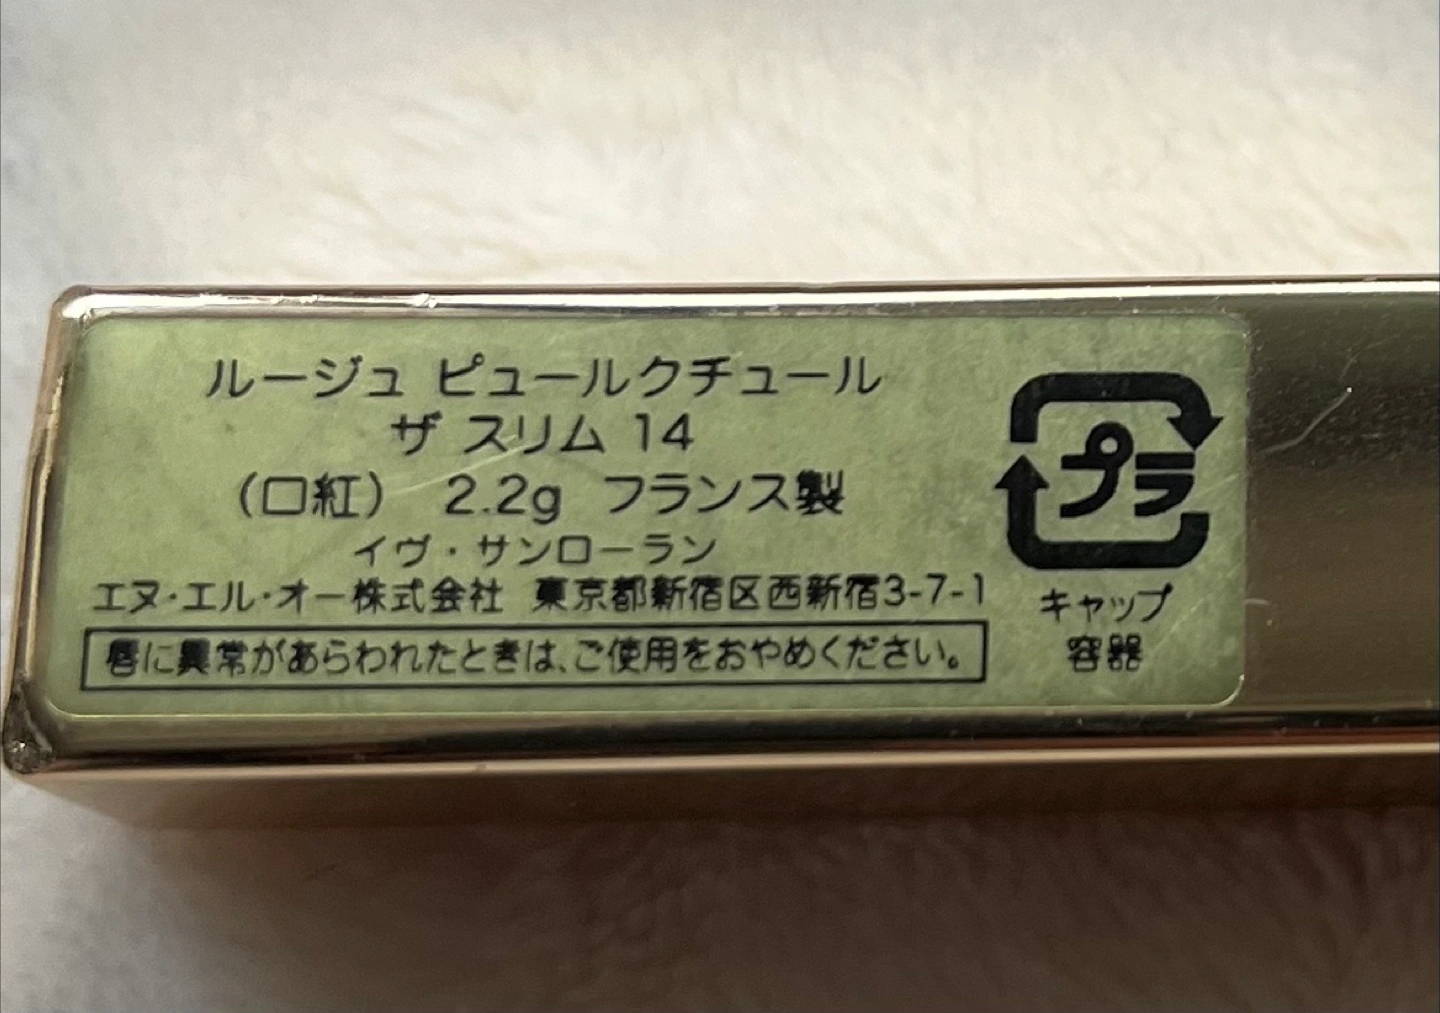 ルージュ ピュールクチュール
ザ スリム 14
（口紅） 2.2g フランス製
イヴ・サンローラン
エヌ・エル・オー株式会社 東京都新宿区西新宿3-7-1
唇に異常があらわれたときは、ご使用をおやめください。
プラ
キャップ
容器